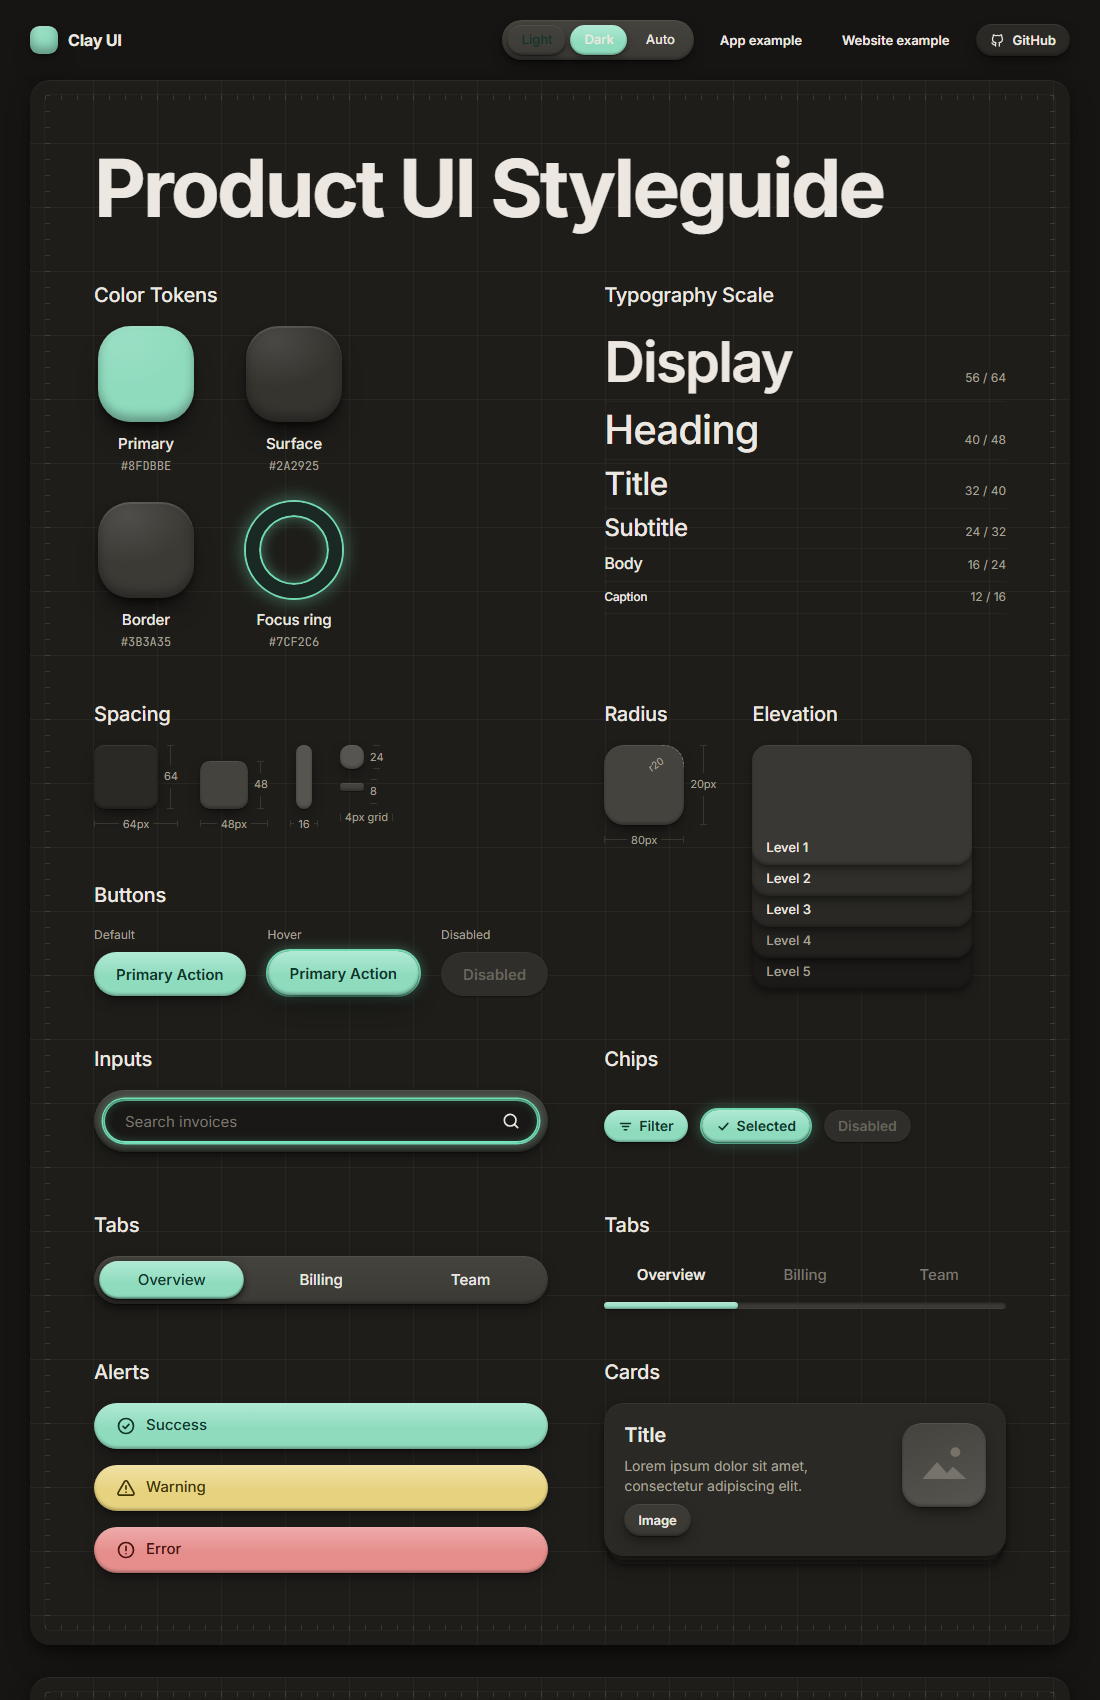 Clay UI
Light Dark Auto App example Website example GitHub
Product UI Styleguide
Color Tokens
Primary
#8FDBBE
Surface
#2A2925
Border
#3B3A35
Focus ring
#7CF2C6
Typography Scale
Display 56 / 64
Heading 40 / 48
Title 32 / 40
Subtitle 24 / 32
Body 16 / 24
Caption 12 / 16
Spacing
64
64px
48
48px
16
24
8
4px grid
Radius
r20
20px
80px
Elevation
Level 1
Level 2
Level 3
Level 4
Level 5
Buttons
Default Hover Disabled
Primary Action Primary Action Disabled
Inputs
Search invoices
Chips
Filter Selected Disabled
Tabs
Overview Billing Team
Tabs
Overview Billing Team
Alerts
Success
Warning
Error
Cards
Title
Lorem ipsum dolor sit amet,
consectetur adipiscing elit.
Image